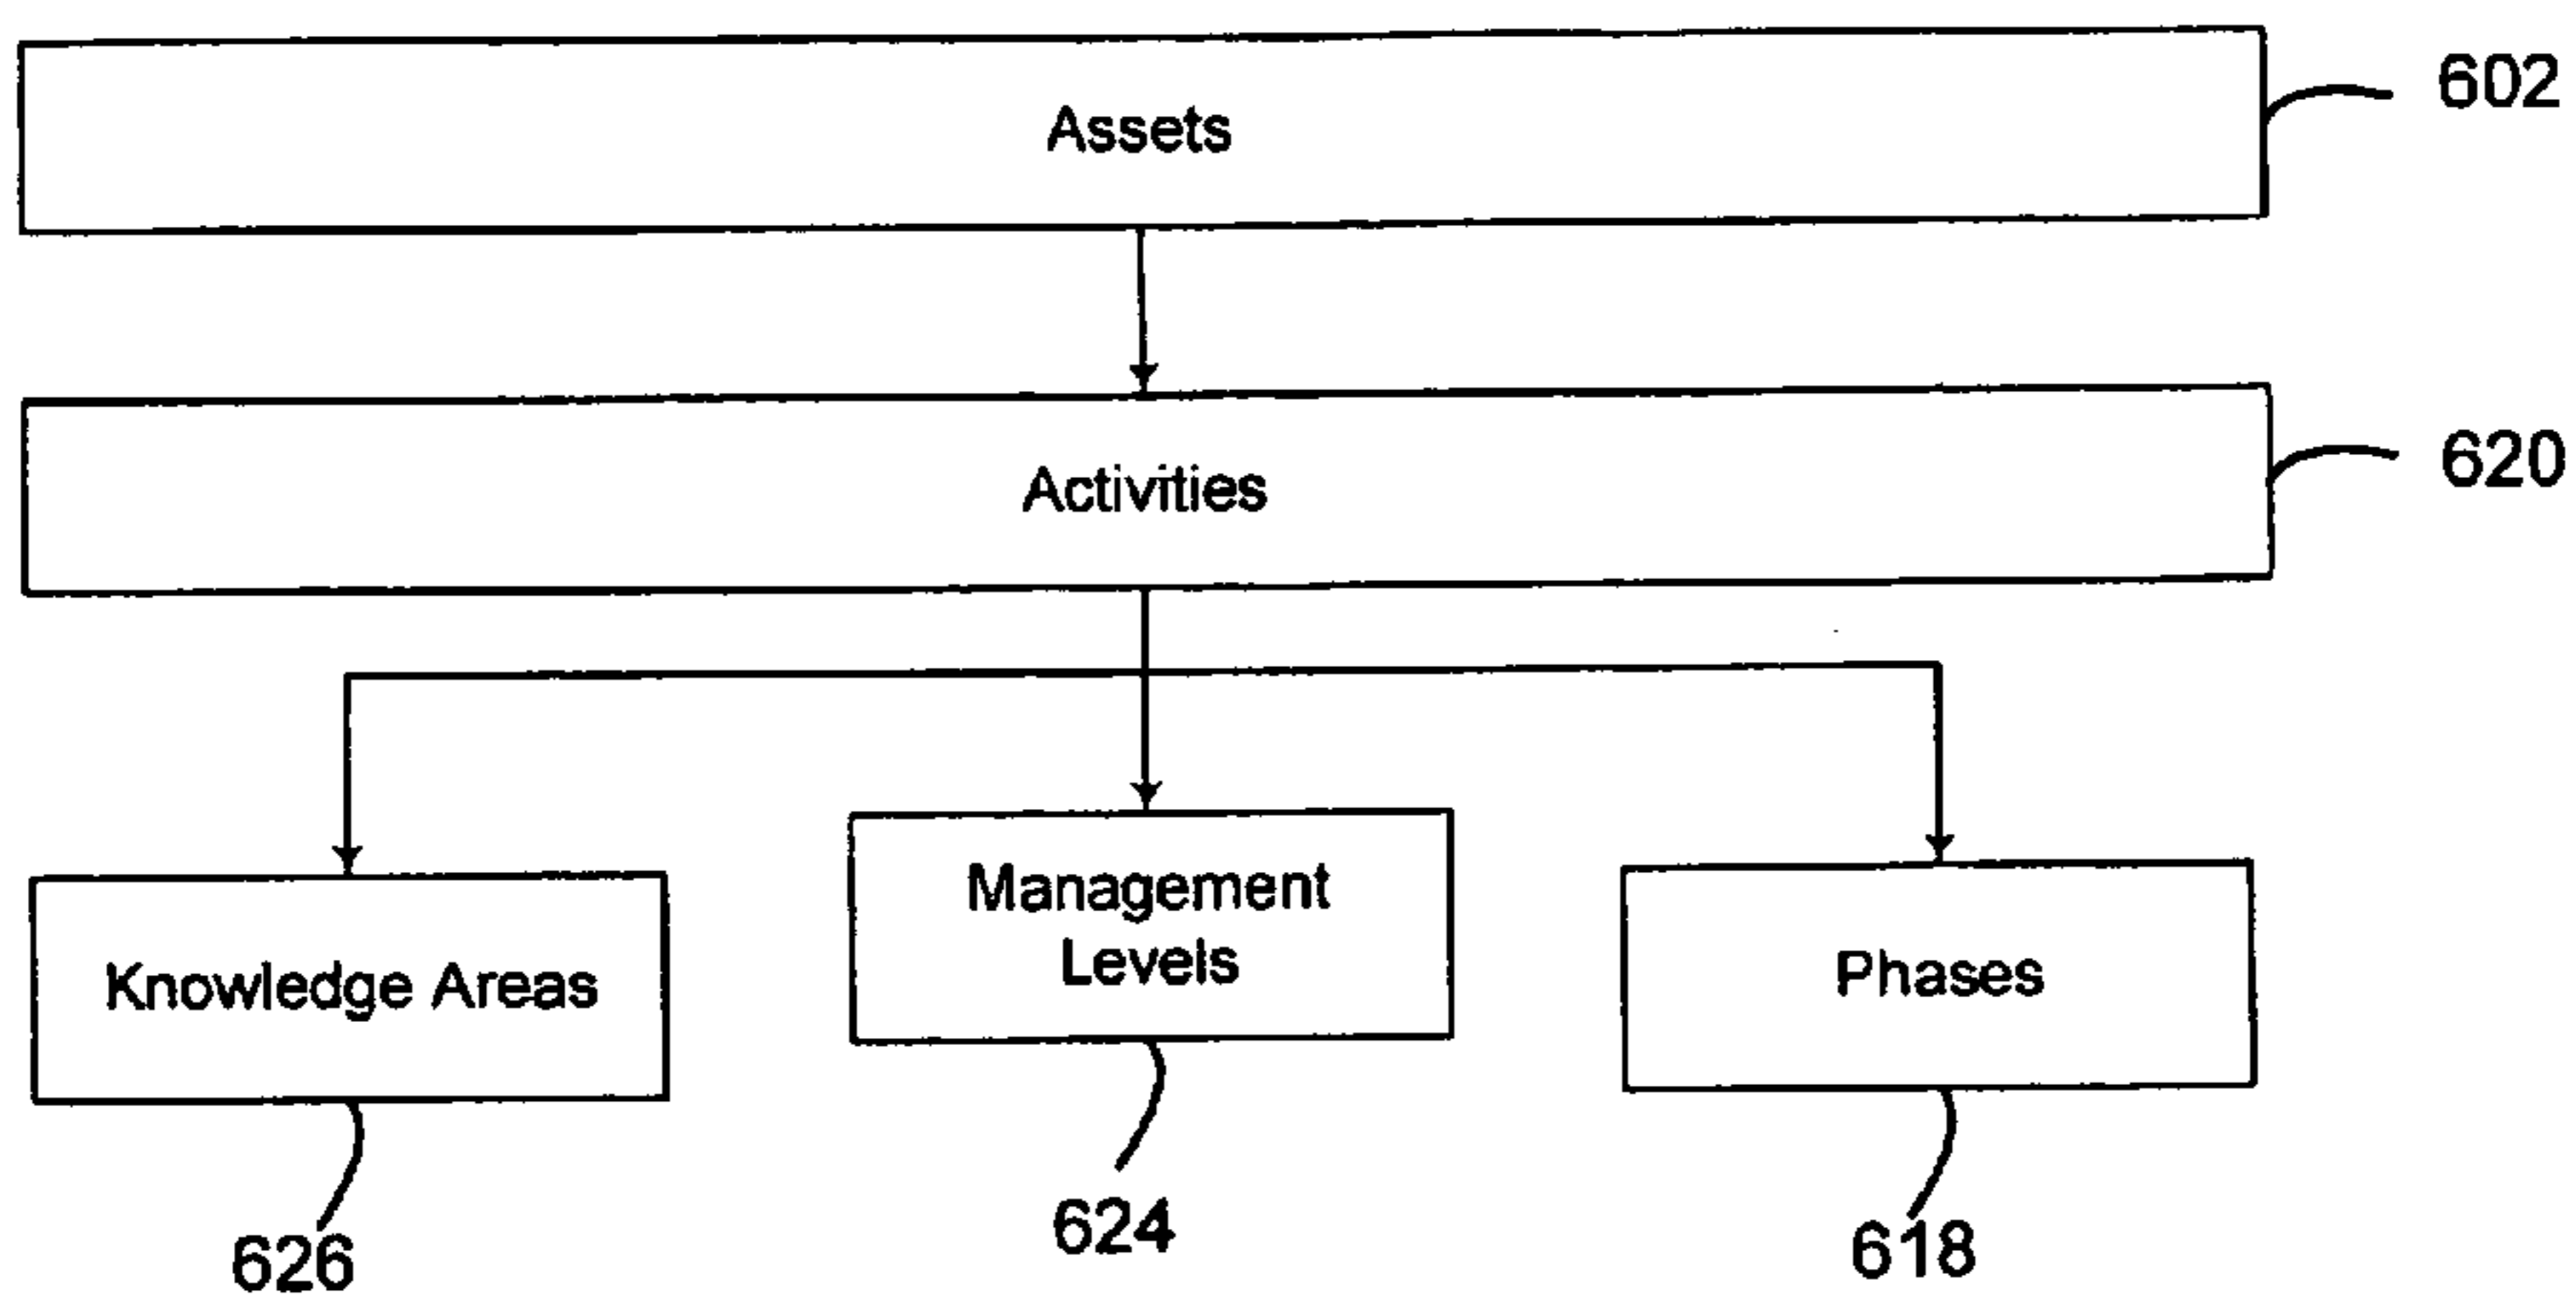 Assets
602
Activities
620
Knowledge Areas
Management
Levels
Phases
626
624
618